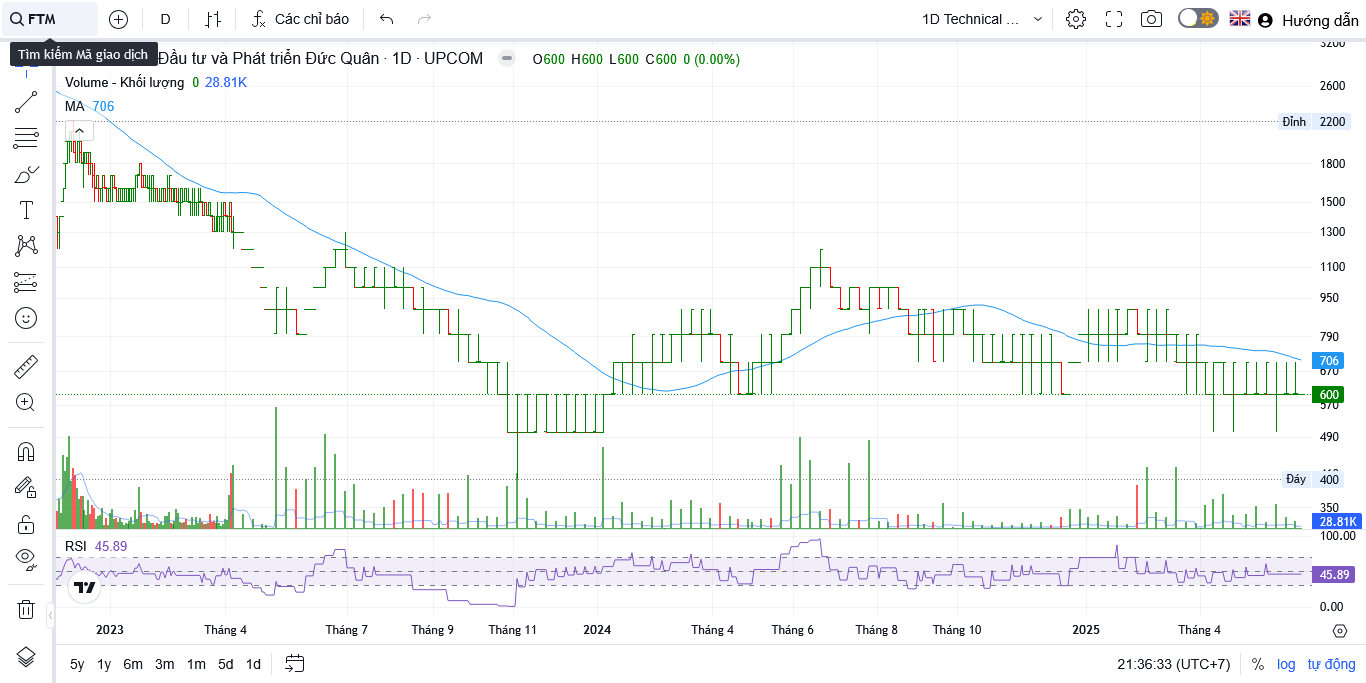 FTM
D
Các chỉ báo
1D Technical ...
Hướng dẫn
Tìm kiếm Mã giao dịch
Đầu tư và Phát triển Đức Quân · 1D · UPCOM
O600 H600 L600 C600 0 (0.00%)
Volume - Khối lượng 0 28.81K
MA 706
3200
2600
Đỉnh 2200
1800
1500
1300
1100
950
790
706
670
600
570
490
410
Đáy 400
350
28.81K
RSI 45.89
100.00
45.89
0.00
2023
Tháng 4
Tháng 7
Tháng 9
Tháng 11
2024
Tháng 4
Tháng 6
Tháng 8
Tháng 10
2025
Tháng 4
5y 1y 6m 3m 1m 5d 1d
21:36:33 (UTC+7)
% log tự động